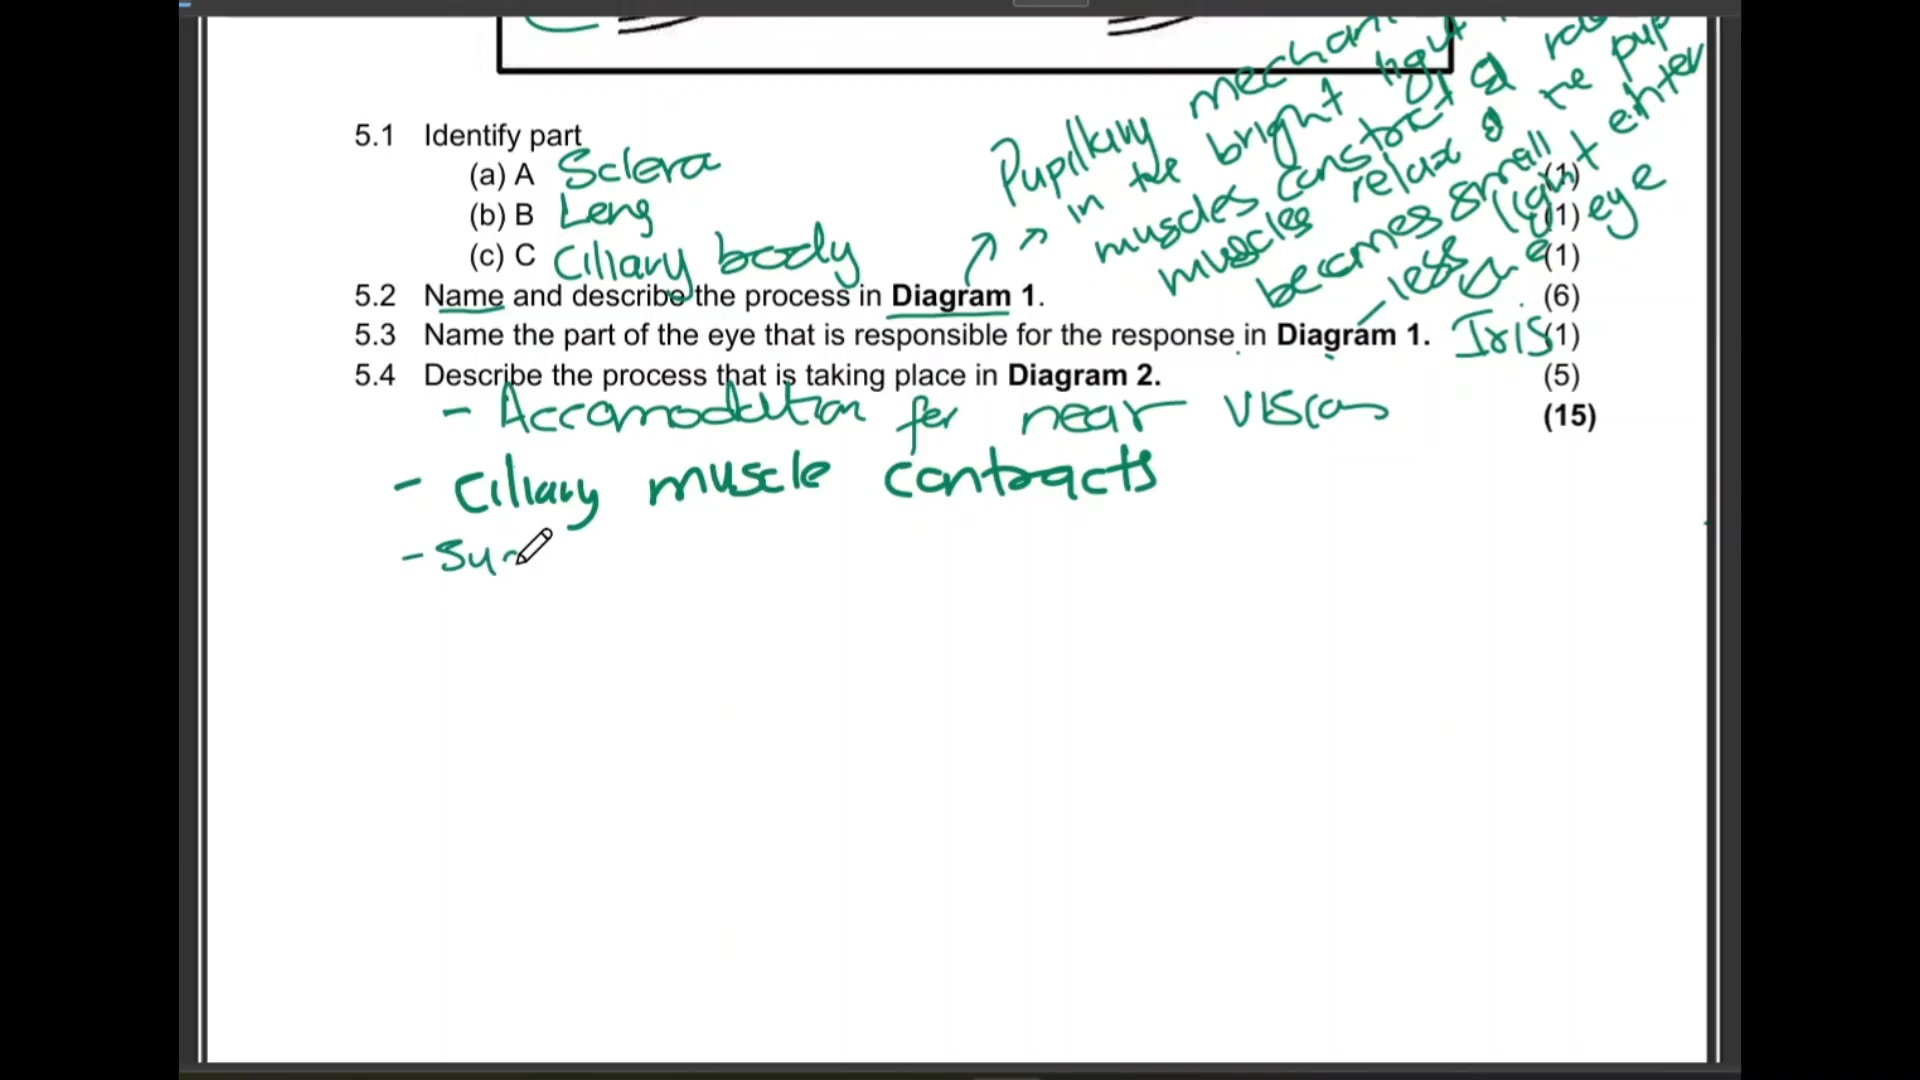 Pupillary
in the bright light
muscles constrict &
muscles relax & the pup
becomes small
less light enter
eye
5.1 Identify part
(a) A Sclera (1)
(b) B Lens (1)
(c) C Ciliary body (1)
5.2 Name and describe the process in Diagram 1. (6)
5.3 Name the part of the eye that is responsible for the response in Diagram 1. Iris (1)
5.4 Describe the process that is taking place in Diagram 2. (5)
- Accomodation for near vision (15)
- Ciliary muscle contracts
- Su